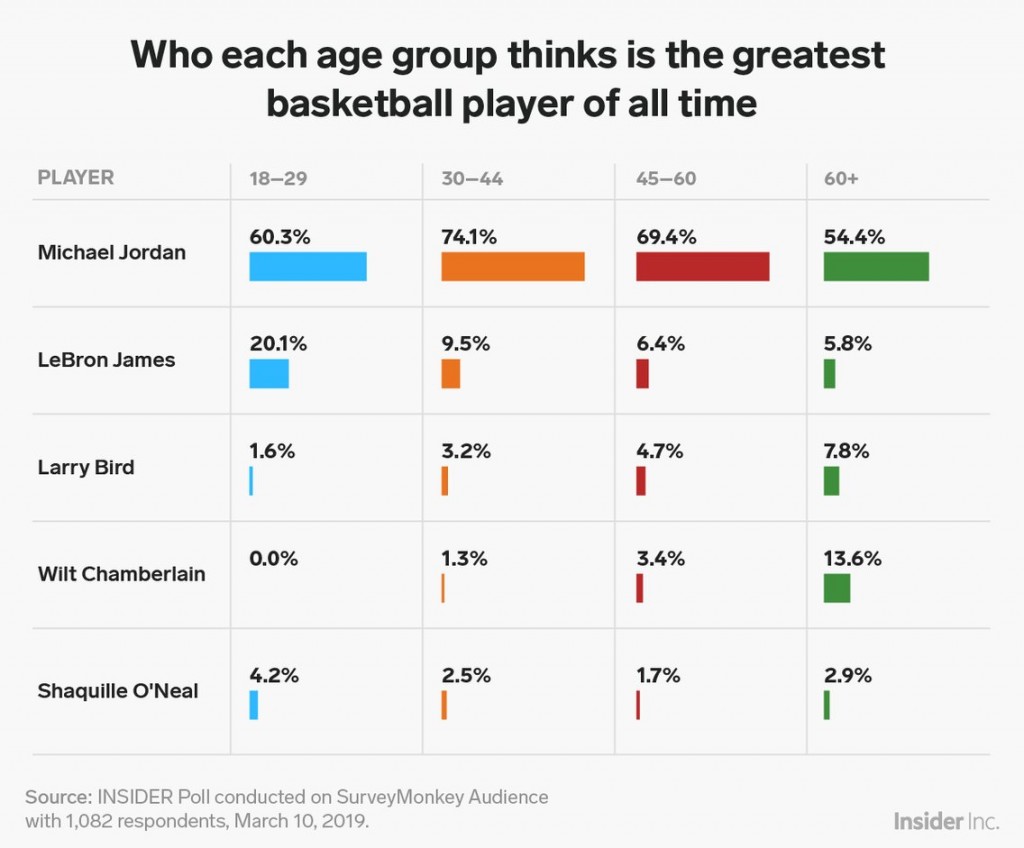 Who each age group thinks is the greatest
basketball player of all time
PLAYER 18–29 30–44 45–60 60+
Michael Jordan 60.3% 74.1% 69.4% 54.4%
LeBron James 20.1% 9.5% 6.4% 5.8%
Larry Bird 1.6% 3.2% 4.7% 7.8%
Wilt Chamberlain 0.0% 1.3% 3.4% 13.6%
Shaquille O'Neal 4.2% 2.5% 1.7% 2.9%
Source: INSIDER Poll conducted on SurveyMonkey Audience
with 1,082 respondents, March 10, 2019.
Insider Inc.